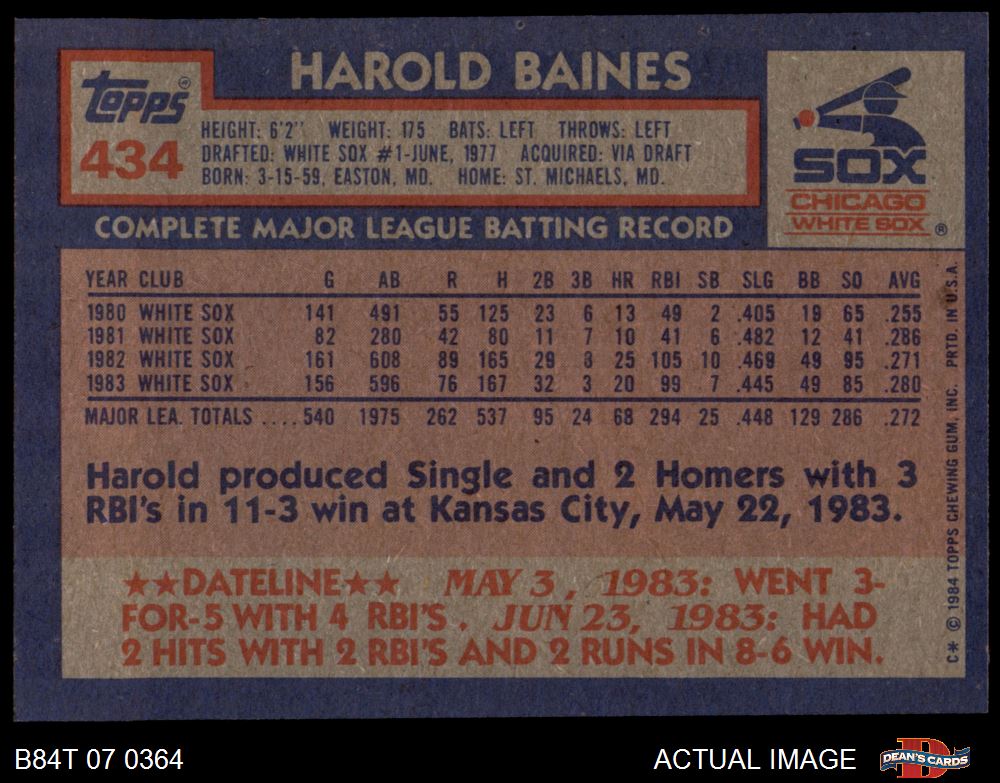 HAROLD BAINES
Topps®
434
HEIGHT: 6'2" WEIGHT: 175 BATS: LEFT THROWS: LEFT
DRAFTED: WHITE SOX #1-JUNE, 1977 ACQUIRED: VIA DRAFT
BORN: 3-15-59, EASTON, MD. HOME: ST. MICHAELS, MD.
SOX
CHICAGO
WHITE SOX ®
COMPLETE MAJOR LEAGUE BATTING RECORD
YEAR CLUB G AB R H 2B 3B HR RBI SB SLG BB SO AVG
1980 WHITE SOX 141 491 55 125 23 6 13 49 2 .405 19 65 .255
1981 WHITE SOX 82 280 42 80 11 7 10 41 6 .482 12 41 .286
1982 WHITE SOX 161 608 89 165 29 8 25 105 10 .469 49 95 .271
1983 WHITE SOX 156 596 76 167 32 3 20 99 7 .445 49 85 .280
MAJOR LEA. TOTALS .... 540 1975 262 537 95 24 68 294 25 .448 129 286 .272
Harold produced Single and 2 Homers with 3
RBI's in 11-3 win at Kansas City, May 22, 1983.
★★DATELINE★★ MAY 3, 1983: WENT 3-
FOR-5 WITH 4 RBI'S. JUN 23, 1983: HAD
2 HITS WITH 2 RBI'S AND 2 RUNS IN 8-6 WIN.
C* © 1984 TOPPS CHEWING GUM, INC. PRTD. IN U.S.A.
B84T 07 0364
ACTUAL IMAGE
DEAN'S CARDS